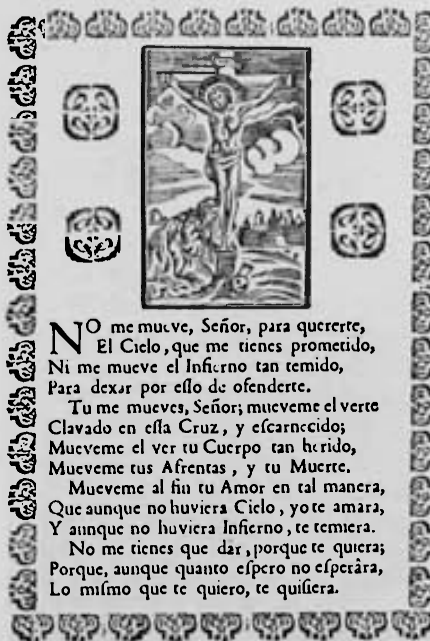 NO me mueve, Señor, para quererte,
El Cielo, que me tienes prometido,
Ni me mueve el Infierno tan temido,
Para dexar por eſſo de ofenderte.
Tu me mueves, Señor; mueveme el verte
Clavado en eſſa Cruz, y eſcarnecido;
Mueveme el ver tu Cuerpo tan herido,
Mueveme tus Afrentas, y tu Muerte.
Mueveme al fin tu Amor en tal manera,
Que aunque no huviera Cielo, yo te amara,
Y aunque no huviera Infierno, te temiera.
No me tienes que dar, porque te quiera;
Porque, aunque quanto eſpero no eſperâra,
Lo miſmo que te quiero, te quiſiera.